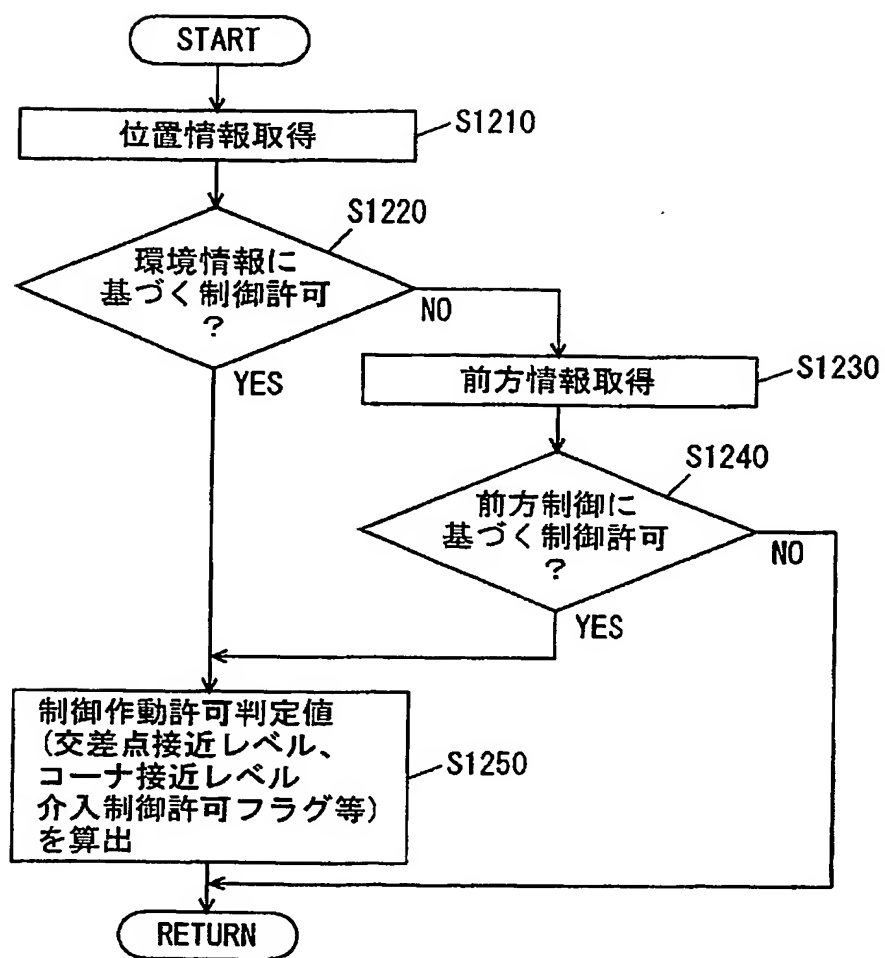 START
位置情報取得
S1210
S1220
環境情報に
基づく制御許可
?
NO
YES
前方情報取得
S1230
S1240
前方制御に
基づく制御許可
?
NO
YES
制御作動許可判定値
(交差点接近レベル、
コーナ接近レベル
介入制御許可フラグ等)
を算出
S1250
RETURN